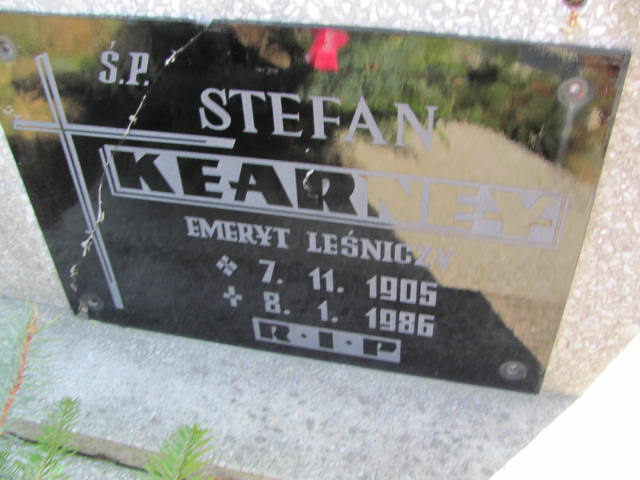 Ś.P.
STEFAN
KEARNEY
EMERYT LEŚNICZY
7. 11. 1905
8. 1. 1986
R·I·P